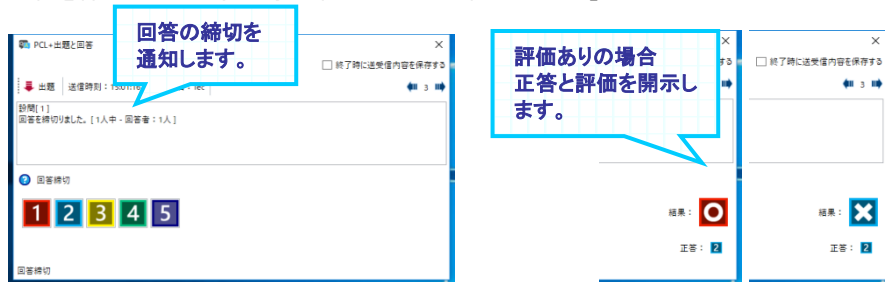 回答の締切を
通知します。
PCL+出題と回答
×
終了時に送受信内容を保存する
出題
送信時刻:
3
設問[1]
回答を締切りました。[1人中 - 回答者:1人]
回答締切
1 2 3 4 5
回答締切
評価ありの場合
正答と評価を開示し
ます。
×
結果:
正答: 2
×
終了時に送受信内容を保存する
3
結果:
正答: 2